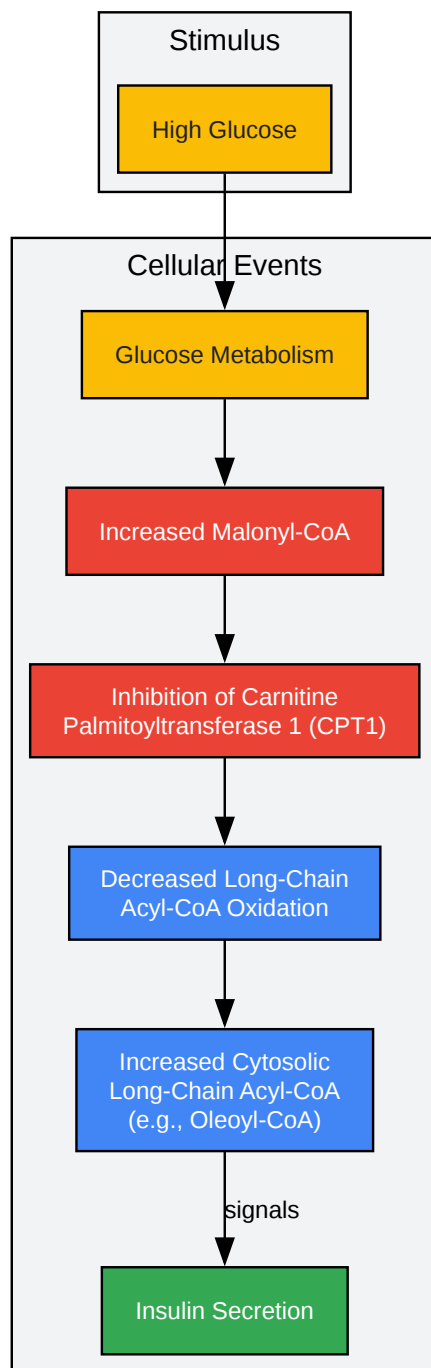 Stimulus
High Glucose
Cellular Events
Glucose Metabolism
Increased Malonyl-CoA
Inhibition of Carnitine
Palmitoyltransferase 1 (CPT1)
Decreased Long-Chain
Acyl-CoA Oxidation
Increased Cytosolic
Long-Chain Acyl-CoA
(e.g., Oleoyl-CoA)
signals
Insulin Secretion